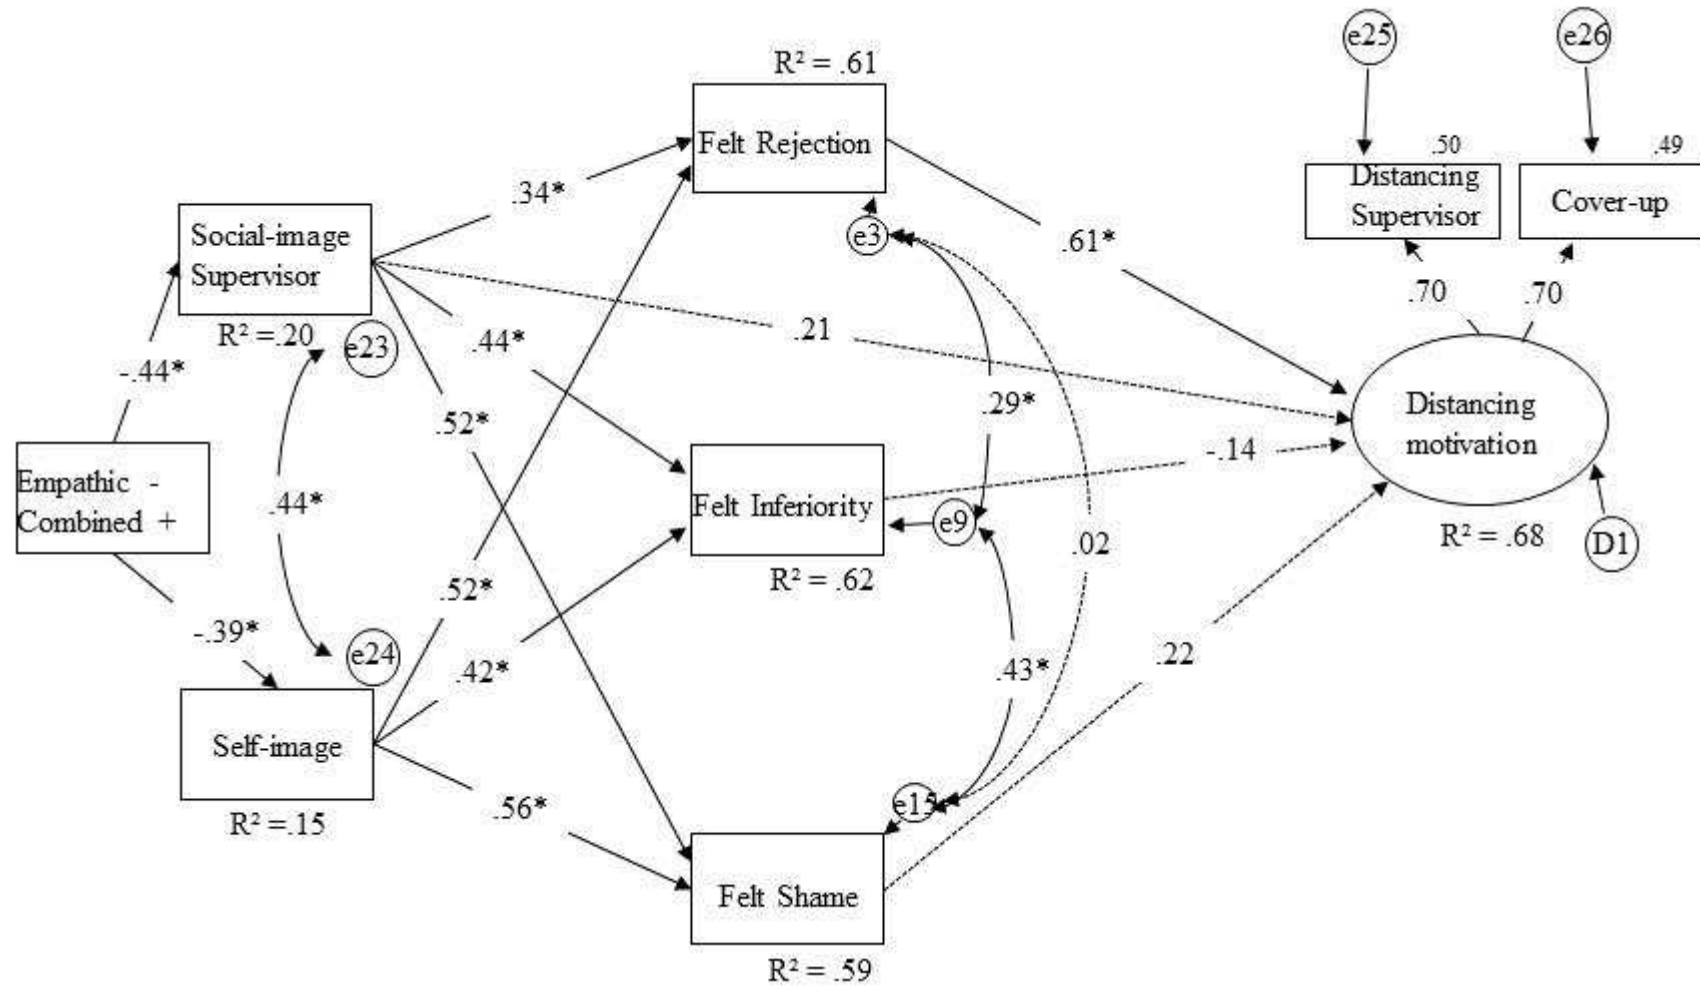 e25
e26
R² = .61
Felt Rejection
.50
.49
Distancing
Supervisor
Cover-up
.34*
e3
.61*
Social-image
Supervisor
R² =.20
e23
.44*
.21
.70
.70
-.44*
.52*
.29*
Distancing
motivation
-.14
Empathic -
Combined +
.44*
Felt Inferiority
e9
.02
R² = .68
D1
R² = .62
.52*
-.39*
e24
.42*
.43*
.22
Self-image
R² =.15
.56*
e15
Felt Shame
R² = .59